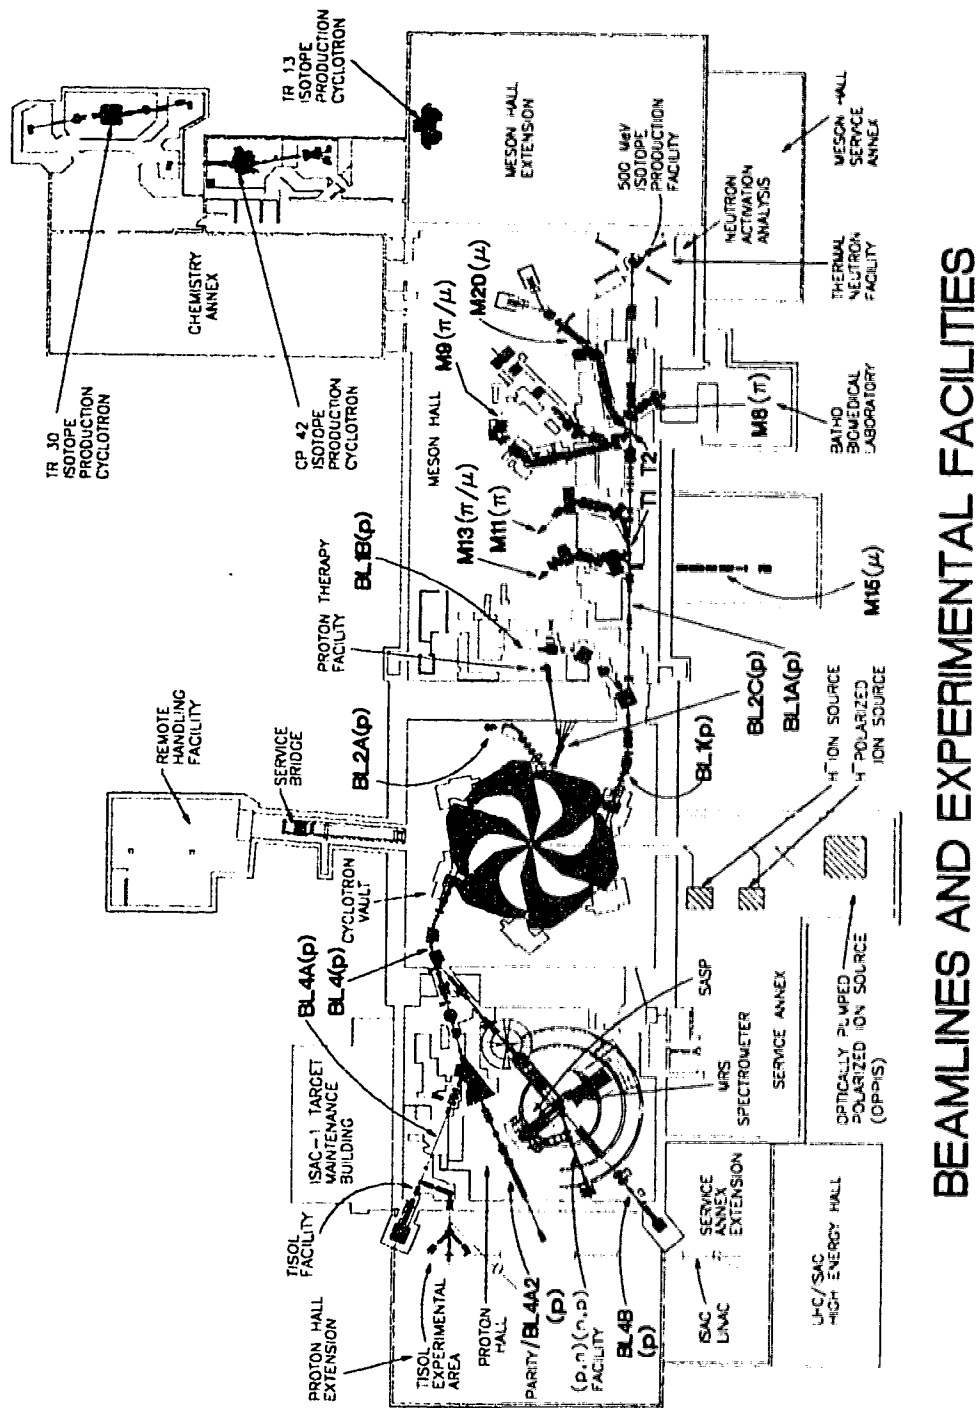 BEAMLINES AND EXPERIMENTAL FACILITIES
PROTON HALL
EXTENSION
TISOL
EXPERIMENTAL
AREA
TISOL
FACILITY
ISAC-1 TARGET
MAINTENANCE
BUILDING
BL4A(p)
BL4(p)
CYCLOTRON
VAULT
REMOTE
HANDLING
FACILITY
SERVICE
BRIDGE
BL2A(p)
PROTON THERAPY
FACILITY
BL1B(p)
MESON HALL
M13(π/μ)
M11(π)
M9(π/μ)
M20(μ)
TR 30
ISOTOPE
PRODUCTION
CYCLOTRON
CP 42
ISOTOPE
PRODUCTION
CYCLOTRON
CHEMISTRY
ANNEX
TR 13
ISOTOPE
PRODUCTION
CYCLOTRON
MESON HALL
EXTENSION
500 MeV
ISOTOPE
PRODUCTION
FACILITY
PROTON
HALL
PARITY/BL4A2
(p)
(p,n)(n,p)
FACILITY
BL4B
(p)
ISAC
LINAC
SERVICE
ANNEX
EXTENSION
HIGH ENERGY HALL
SASP
MRS
SPECTROMETER
SERVICE ANNEX
OPTICALLY PUMPED
POLARIZED ION SOURCE
(OPPIS)
BL1(p)
BL2C(p)
BL1A(p)
ION SOURCE
POLARIZED
ION SOURCE
T1
T2
M15(μ)
M8(π)
BATHO
BIOMEDICAL
LABORATORY
THERMAL
NEUTRON
FACILITY
NEUTRON
ACTIVATION
ANALYSIS
MESON HALL
SERVICE
ANNEX